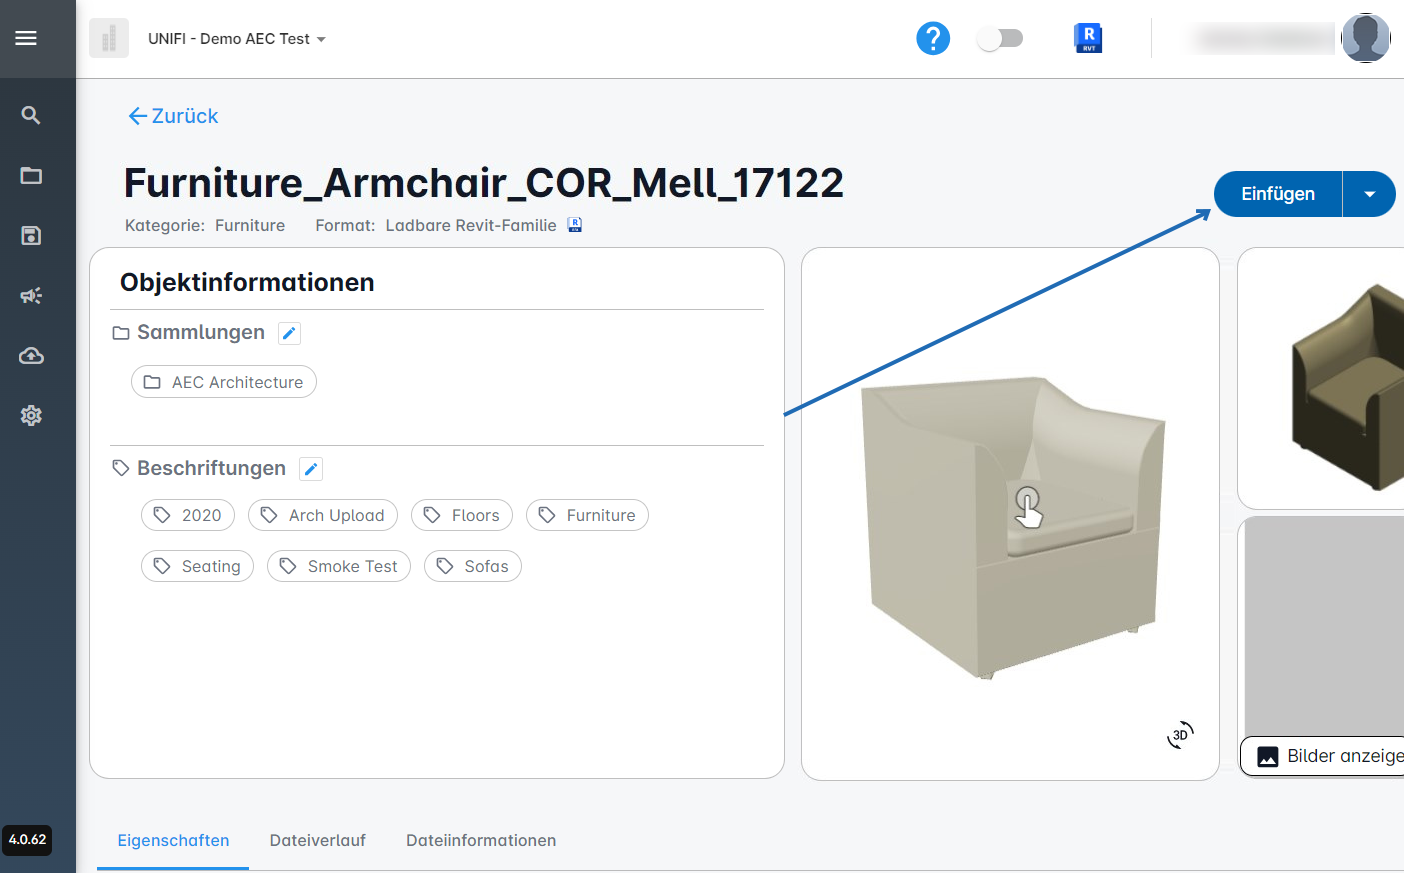 UNIFI - Demo AEC Test
?
R
RVT
Zurück
Furniture_Armchair_COR_Mell_17122
Einfügen
Kategorie: Furniture Format: Ladbare Revit-Familie
Objektinformationen
Sammlungen
AEC Architecture
Beschriftungen
2020 Arch Upload Floors Furniture
Seating Smoke Test Sofas
3D
Bilder anzeige
4.0.62
Eigenschaften Dateiverlauf Dateiinformationen